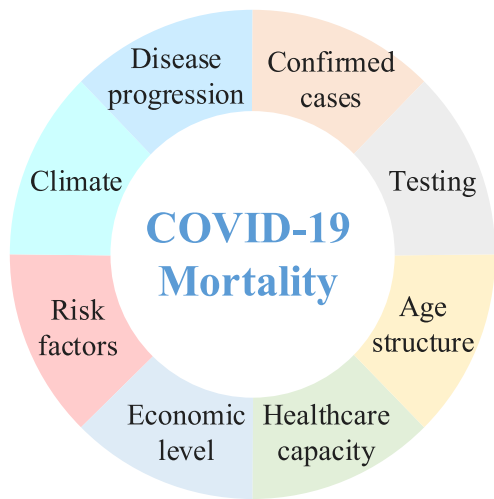 Disease
progression
Confirmed
cases
Climate
Testing
COVID-19
Mortality
Risk
factors
Age
structure
Economic
level
Healthcare
capacity